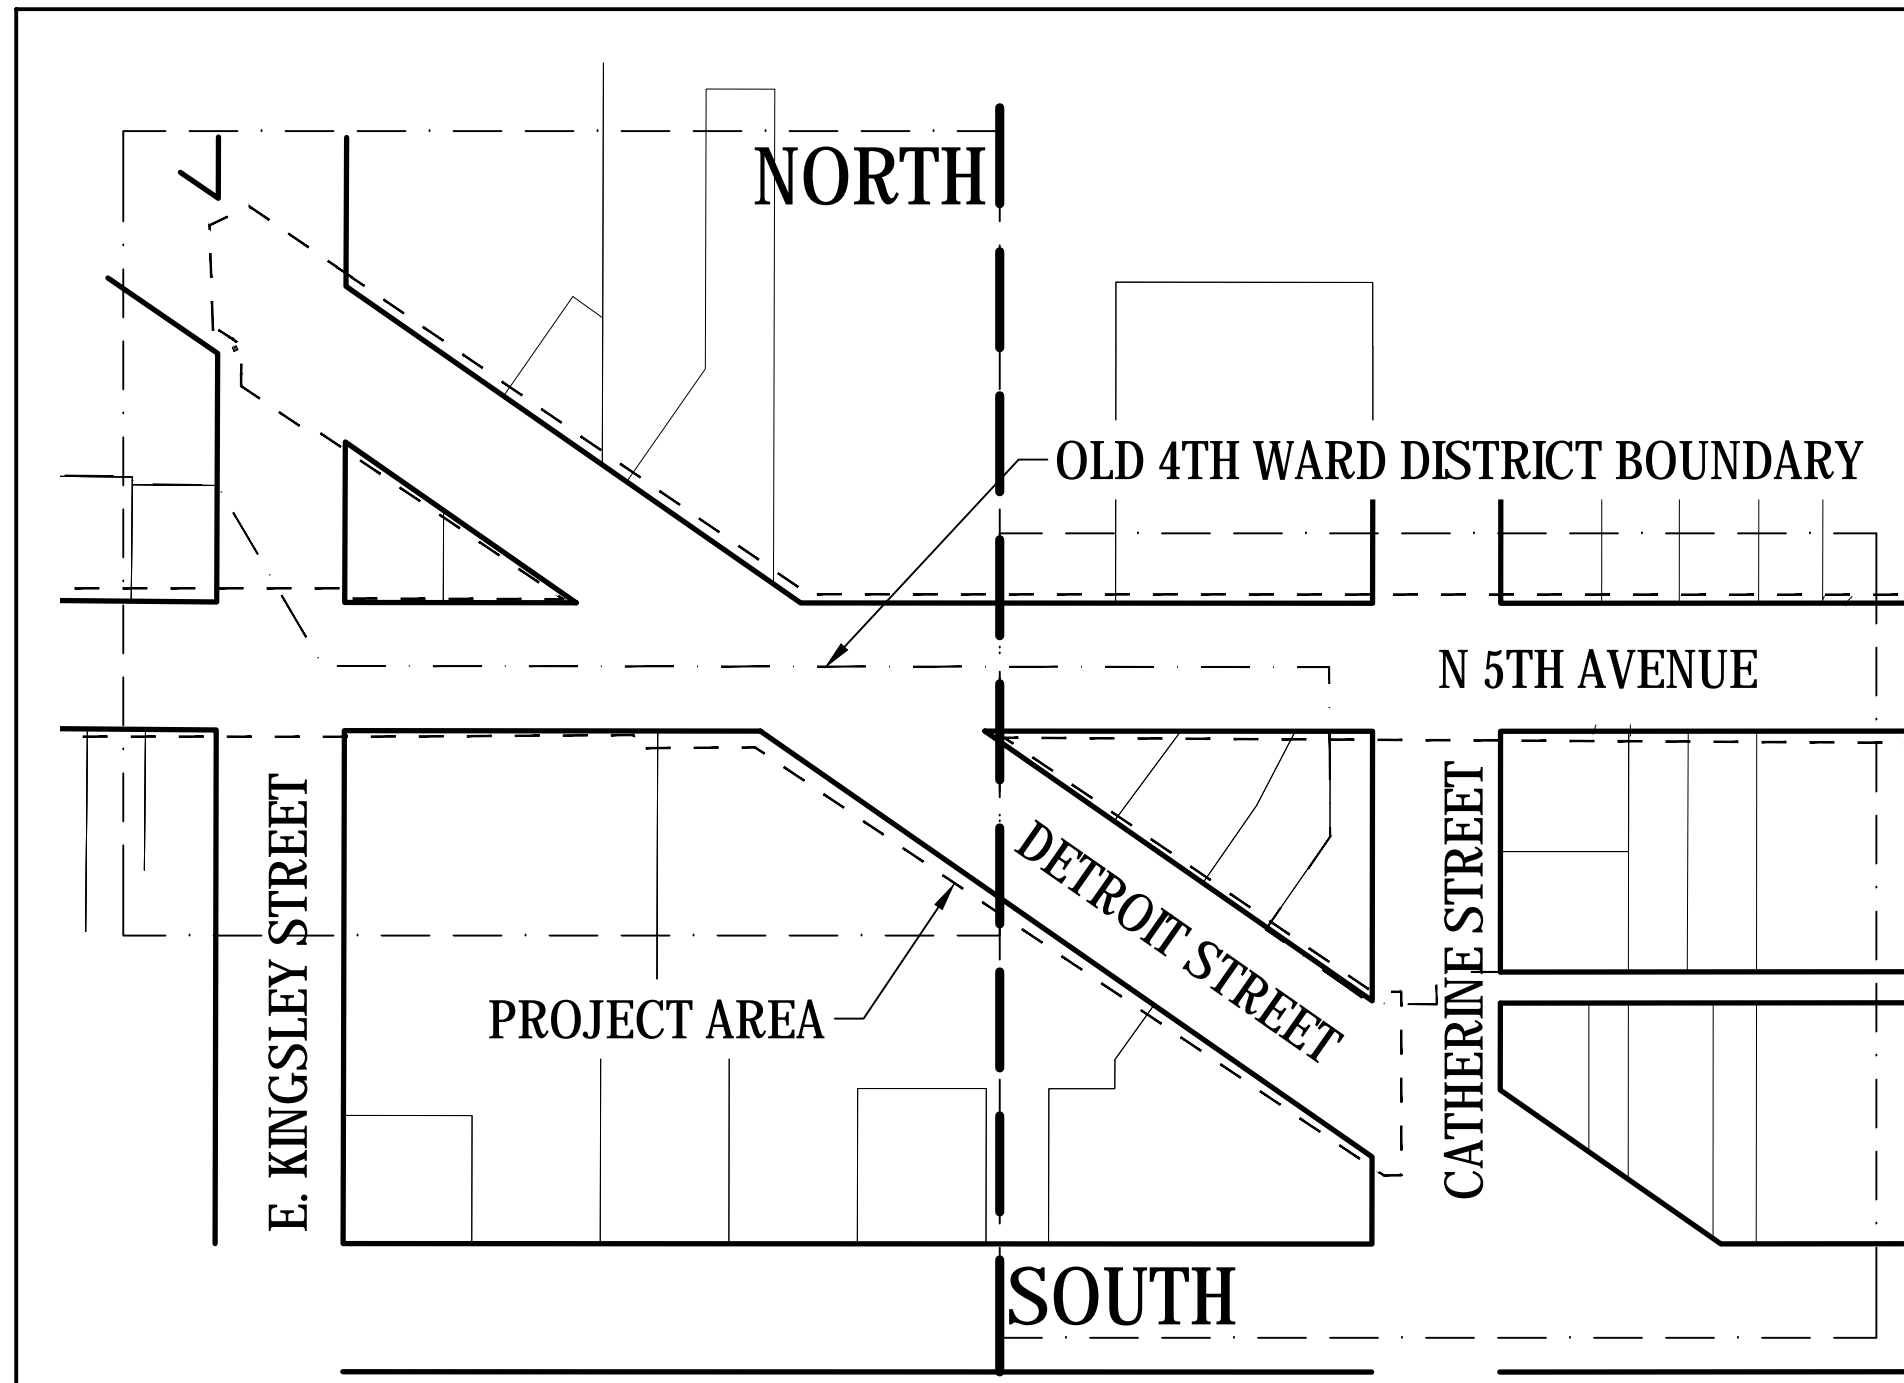 NORTH
OLD 4TH WARD DISTRICT BOUNDARY
N 5TH AVENUE
E. KINGSLEY STREET
DETROIT STREET
CATHERINE STREET
PROJECT AREA
SOUTH